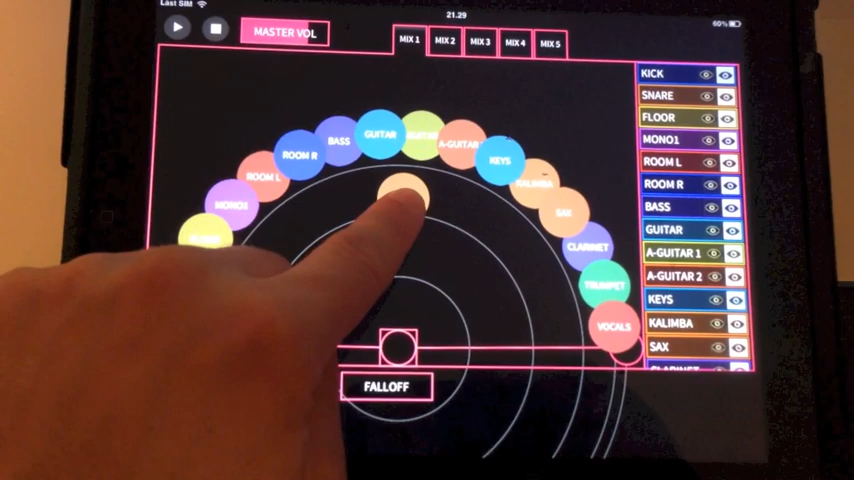 Last SIM
21.29
60%
MASTER VOL
MIX 1
MIX 2
MIX 3
MIX 4
MIX 5
KICK
SNARE
FLOOR
MONO1
ROOM L
ROOM R
BASS
GUITAR
A-GUITAR 1
A-GUITAR 2
KEYS
KALIMBA
SAX
CLARINET
MONO1
ROOM L
ROOM R
BASS
GUITAR
A-GUITAR
KEYS
KALIMBA
SAX
CLARINET
TRUMPET
VOCALS
FALLOFF